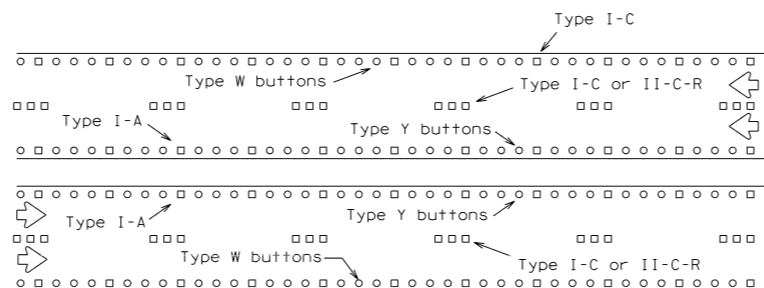 Type I-C
Type W buttons
Type I-C or II-C-R
Type I-A
Type Y buttons
Type I-A
Type Y buttons
Type W buttons
Type I-C or II-C-R